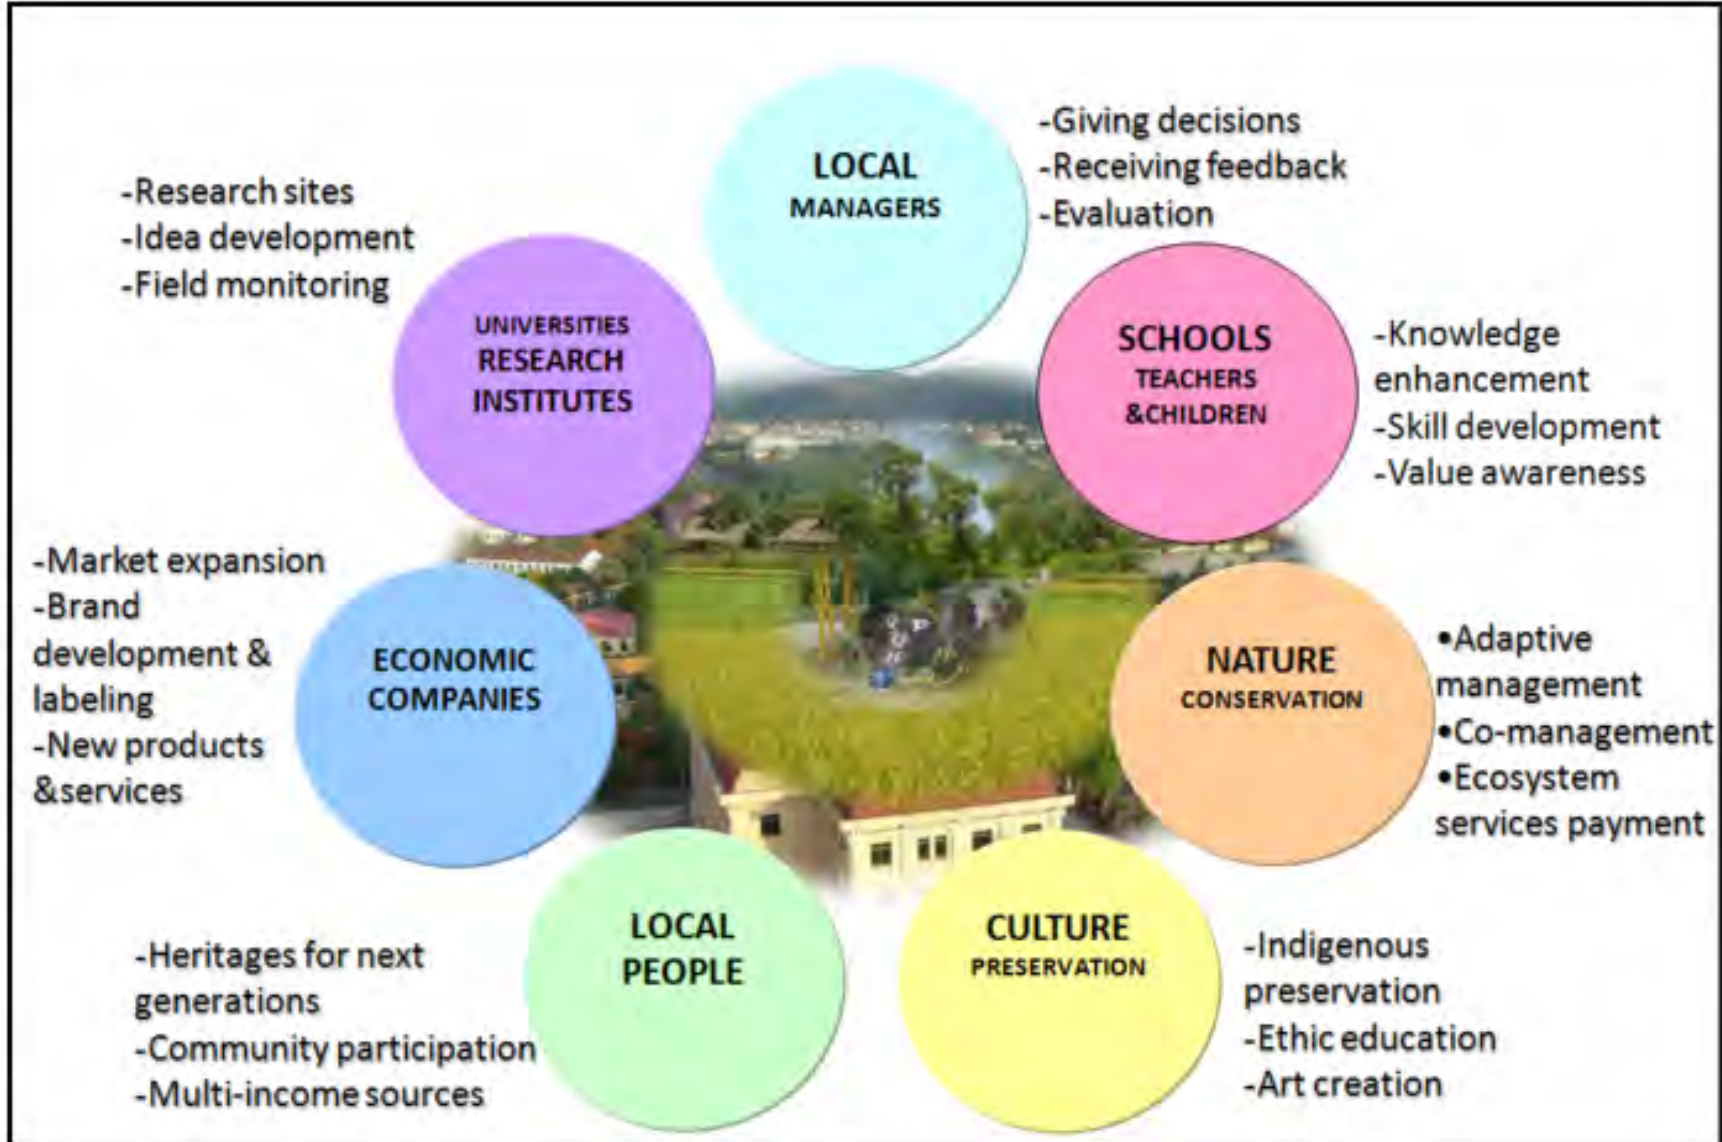 LOCAL
MANAGERS
-Giving decisions
-Receiving feedback
-Evaluation
SCHOOLS
TEACHERS
&CHILDREN
-Knowledge
enhancement
-Skill development
-Value awareness
NATURE
CONSERVATION
•Adaptive
management
•Co-management
•Ecosystem
services payment
CULTURE
PRESERVATION
-Indigenous
preservation
-Ethic education
-Art creation
LOCAL
PEOPLE
-Heritages for next
generations
-Community participation
-Multi-income sources
ECONOMIC
COMPANIES
-Market expansion
-Brand
development &
labeling
-New products
&services
UNIVERSITIES
RESEARCH
INSTITUTES
-Research sites
-Idea development
-Field monitoring